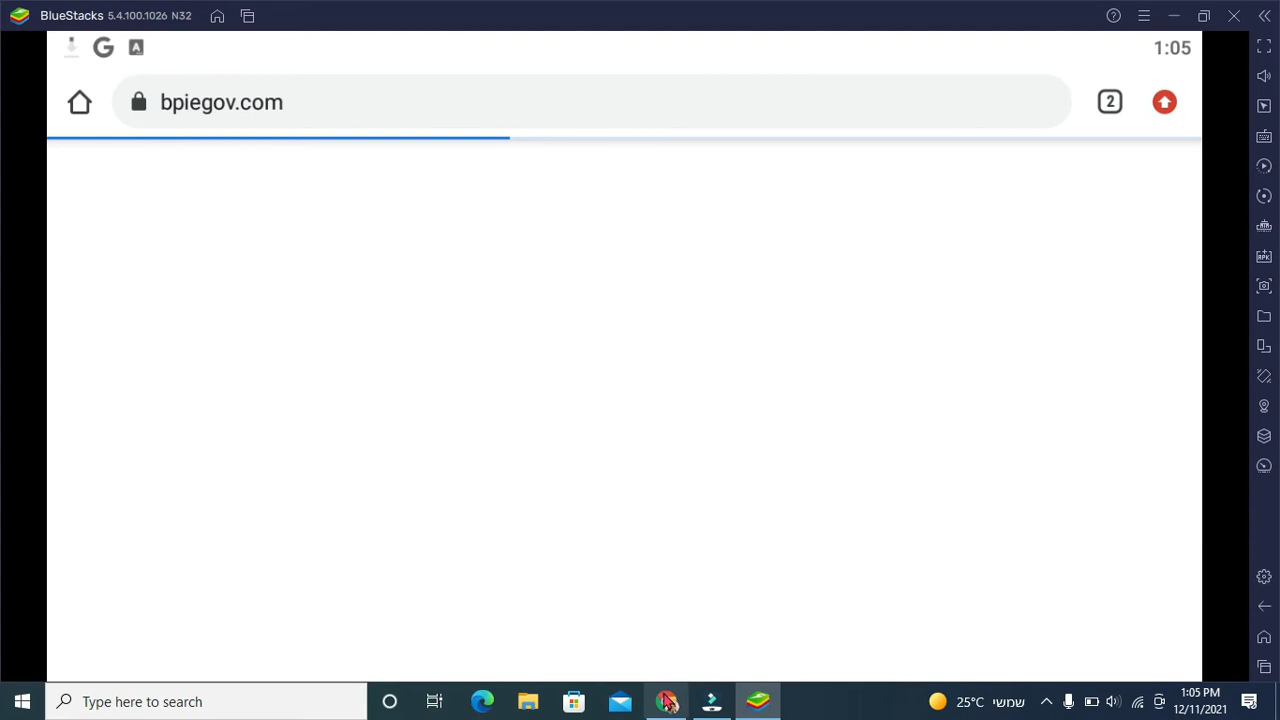 BlueStacks 5.4.100.1026 N32
1:05
bpiegov.com
2
Type here to search
25°C שמשי
1:05 PM
12/11/2021